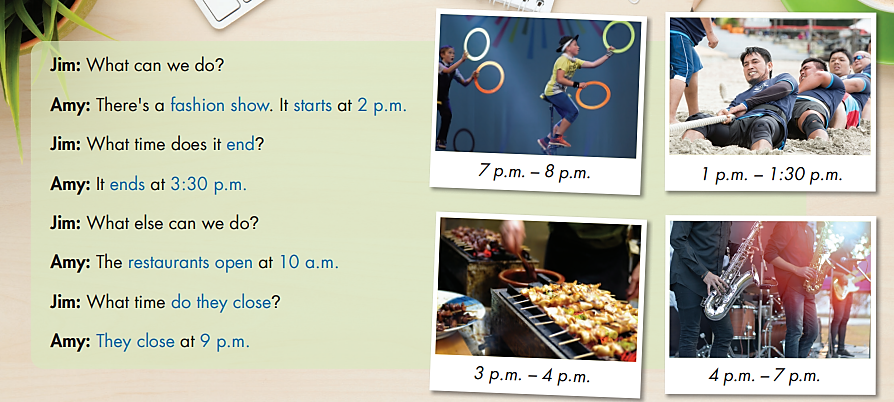 Jim: What can we do?
Amy: There's a fashion show. It starts at 2 p.m.
Jim: What time does it end?
Amy: It ends at 3:30 p.m.
Jim: What else can we do?
Amy: The restaurants open at 10 a.m.
Jim: What time do they close?
Amy: They close at 9 p.m.
7 p.m. – 8 p.m.
1 p.m. – 1:30 p.m.
3 p.m. – 4 p.m.
4 p.m. – 7 p.m.